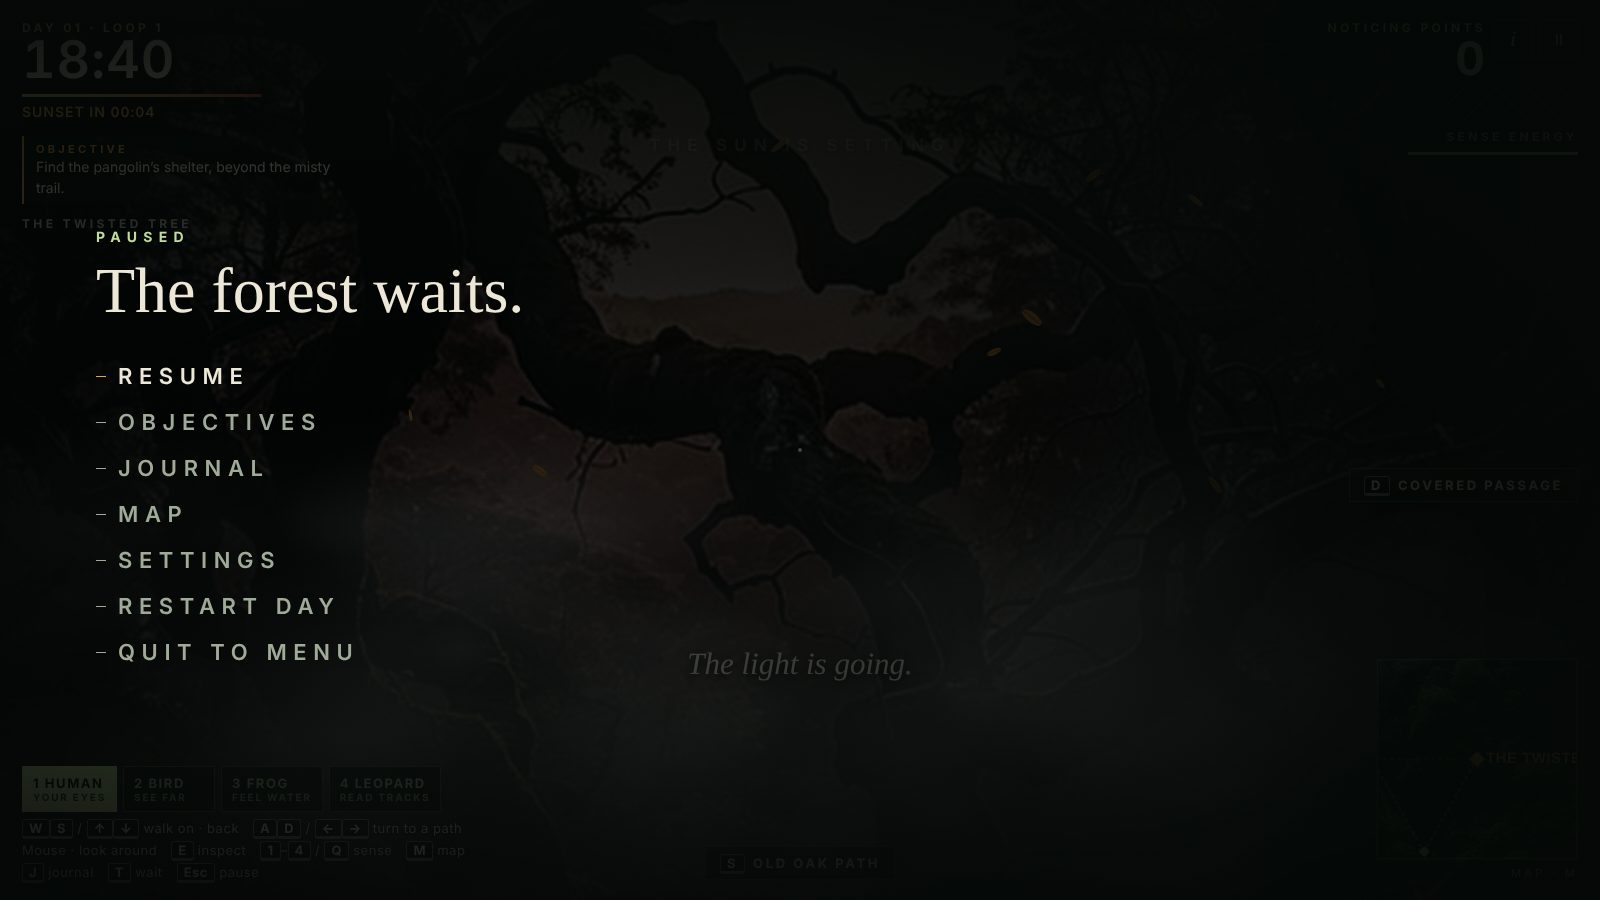 DAY 01 · LOOP 1
18:40
SUNSET IN 00:04
OBJECTIVE
Find the pangolin's shelter, beyond the misty
trail.
THE TWISTED TREE
NOTICING POINTS
0
i
II
SENSE ENERGY
THE SUN IS SETTING
PAUSED
The forest waits.
– RESUME
– OBJECTIVES
– JOURNAL
– MAP
– SETTINGS
– RESTART DAY
– QUIT TO MENU
D COVERED PASSAGE
The light is going.
THE TWISTE
1 HUMAN
YOUR EYES
2 BIRD
SEE FAR
3 FROG
FEEL WATER
4 LEOPARD
READ TRACKS
W S / ↑ ↓ walk on · back A D / ← → turn to a path
Mouse · look around E inspect 1–4 / Q sense M map
J journal T wait Esc pause
S OLD OAK PATH
MAP · M